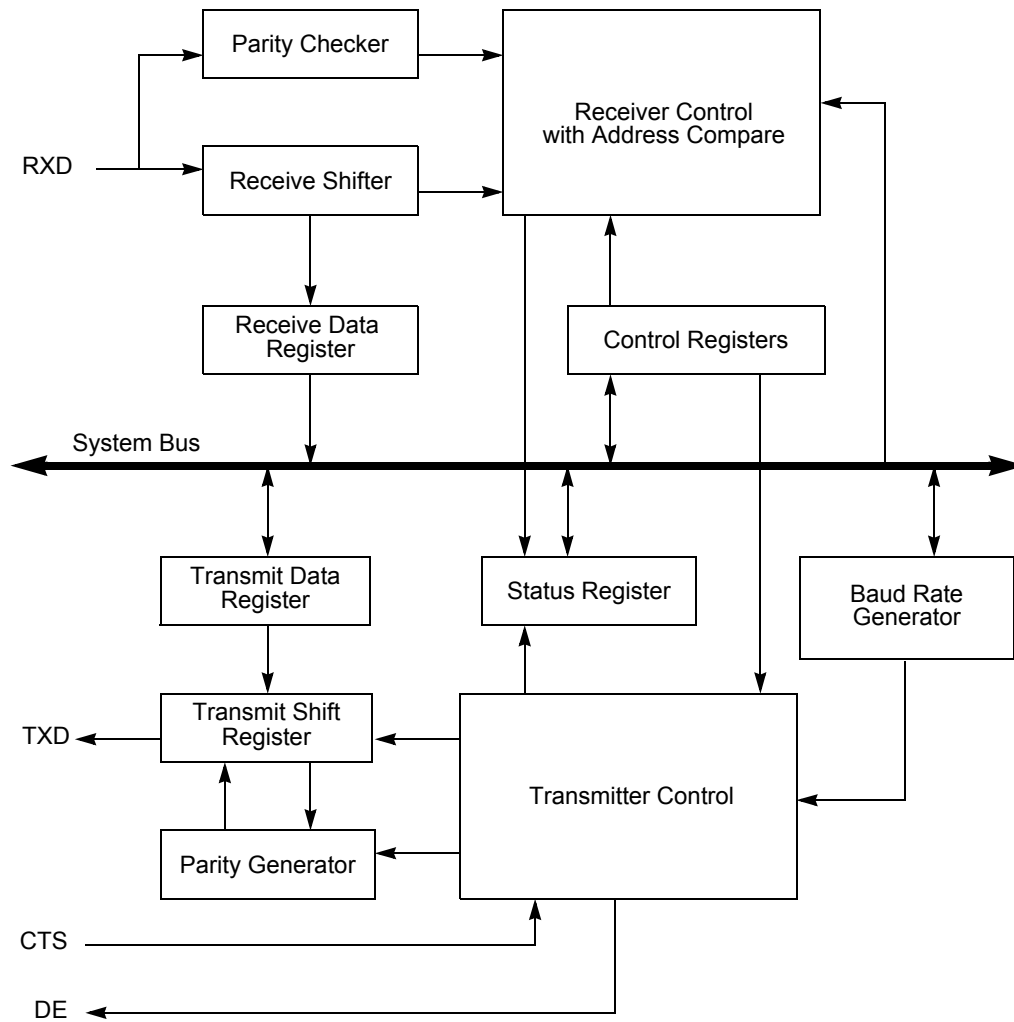 Parity Checker
Receiver Control
with Address Compare
RXD
Receive Shifter
Receive Data
Register
Control Registers
System Bus
Transmit Data
Register
Status Register
Baud Rate
Generator
Transmit Shift
Register
TXD
Transmitter Control
Parity Generator
CTS
DE